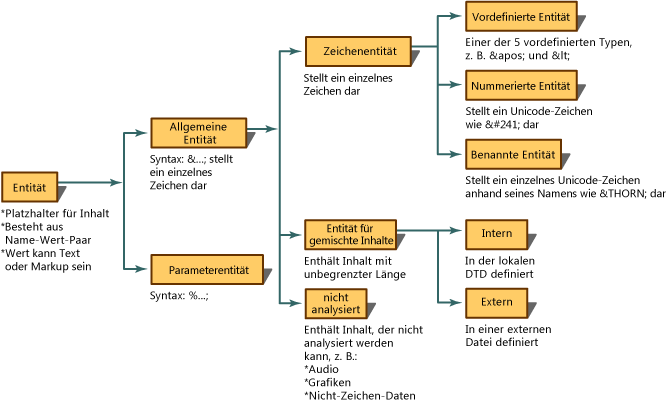 Entität
*Platzhalter für Inhalt
*Besteht aus
Name-Wert-Paar
*Wert kann Text
oder Markup sein
Allgemeine
Entität
Syntax: &...; stellt
ein einzelnes
Zeichen dar
Parameterentität
Syntax: %...;
Zeichenentität
Stellt ein einzelnes
Zeichen dar
Entität für
gemischte Inhalte
Enthält Inhalt mit
unbegrenzter Länge
nicht
analysiert
Enthält Inhalt, der nicht
analysiert werden
kann, z. B.:
*Audio
*Grafiken
*Nicht-Zeichen-Daten
Vordefinierte Entität
Einer der 5 vordefinierten Typen,
z. B. &apos; und &lt;
Nummerierte Entität
Stellt ein Unicode-Zeichen
wie &#241; dar
Benannte Entität
Stellt ein einzelnes Unicode-Zeichen
anhand seines Namens wie &THORN; dar
Intern
In der lokalen
DTD definiert
Extern
In einer externen
Datei definiert